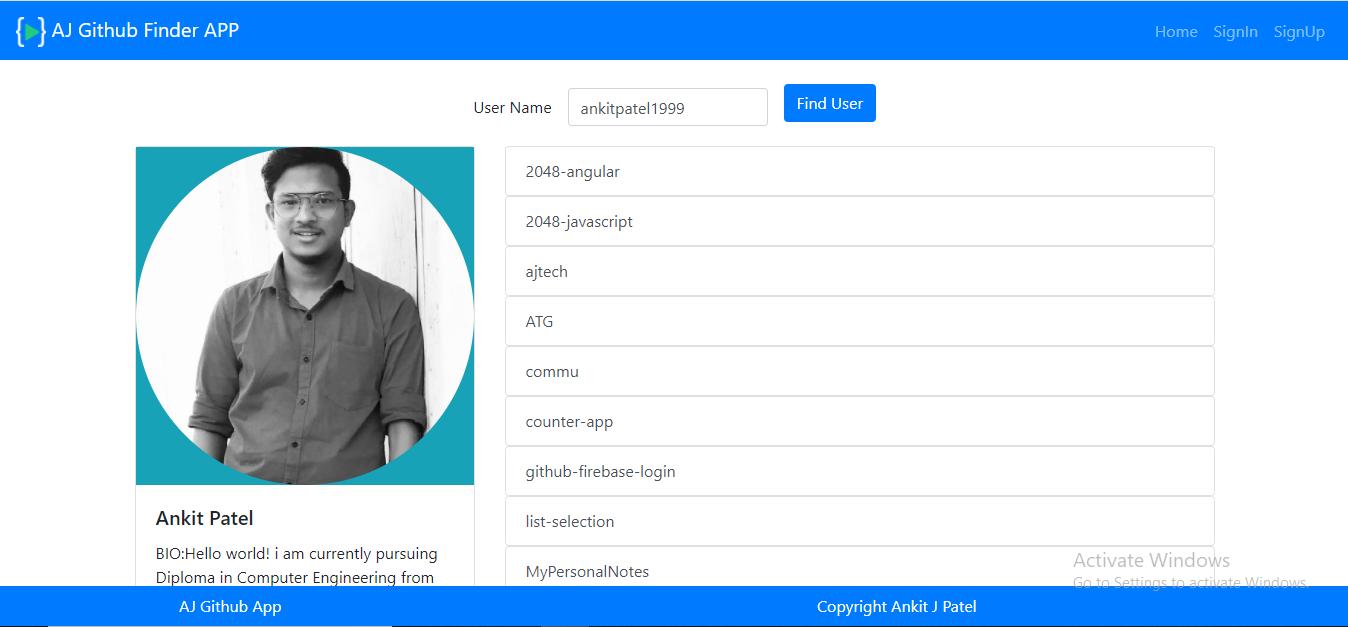 AJ Github Finder APP
Home SignIn SignUp
User Name ankitpatel1999 Find User
2048-angular
2048-javascript
ajtech
ATG
commu
counter-app
github-firebase-login
list-selection
MyPersonalNotes
Ankit Patel
BIO:Hello world! i am currently pursuing
Diploma in Computer Engineering from
Activate Windows
Go to Settings to activate Windows.
AJ Github App
Copyright Ankit J Patel